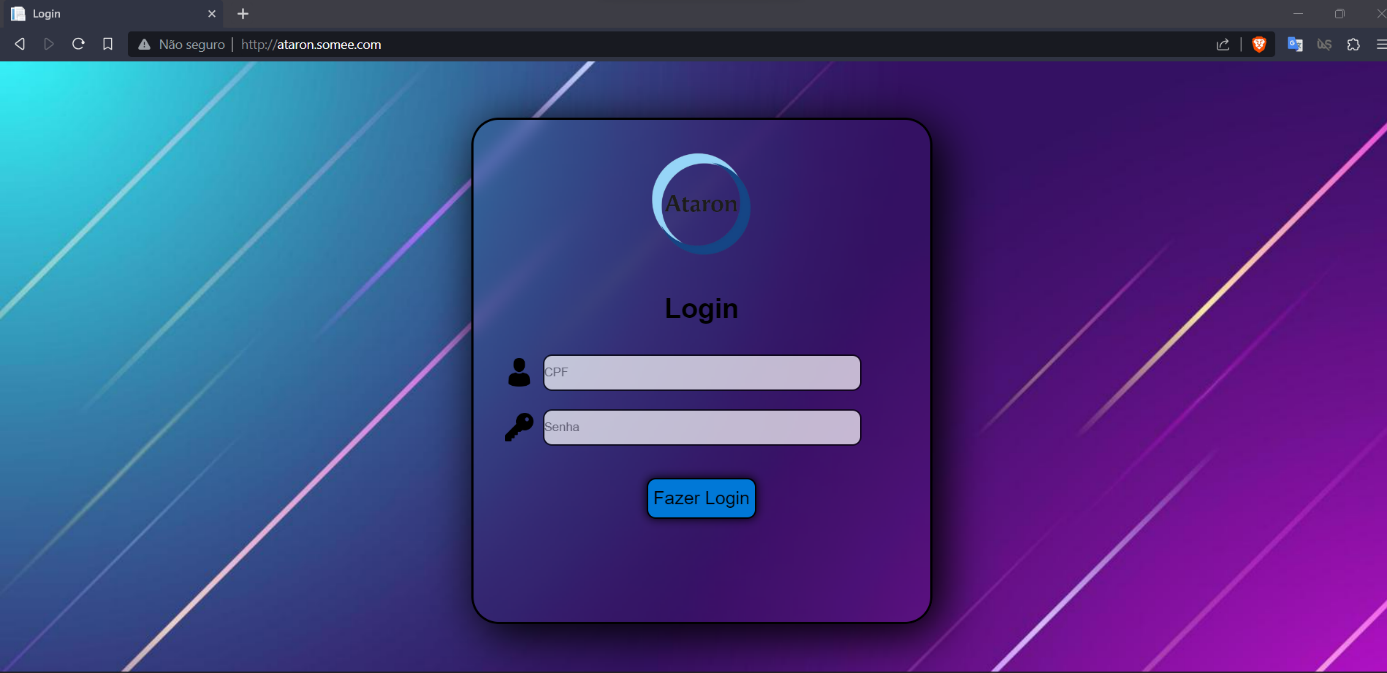 Login
Não seguro | http://ataron.somee.com
Ataron
Login
CPF
Senha
Fazer Login